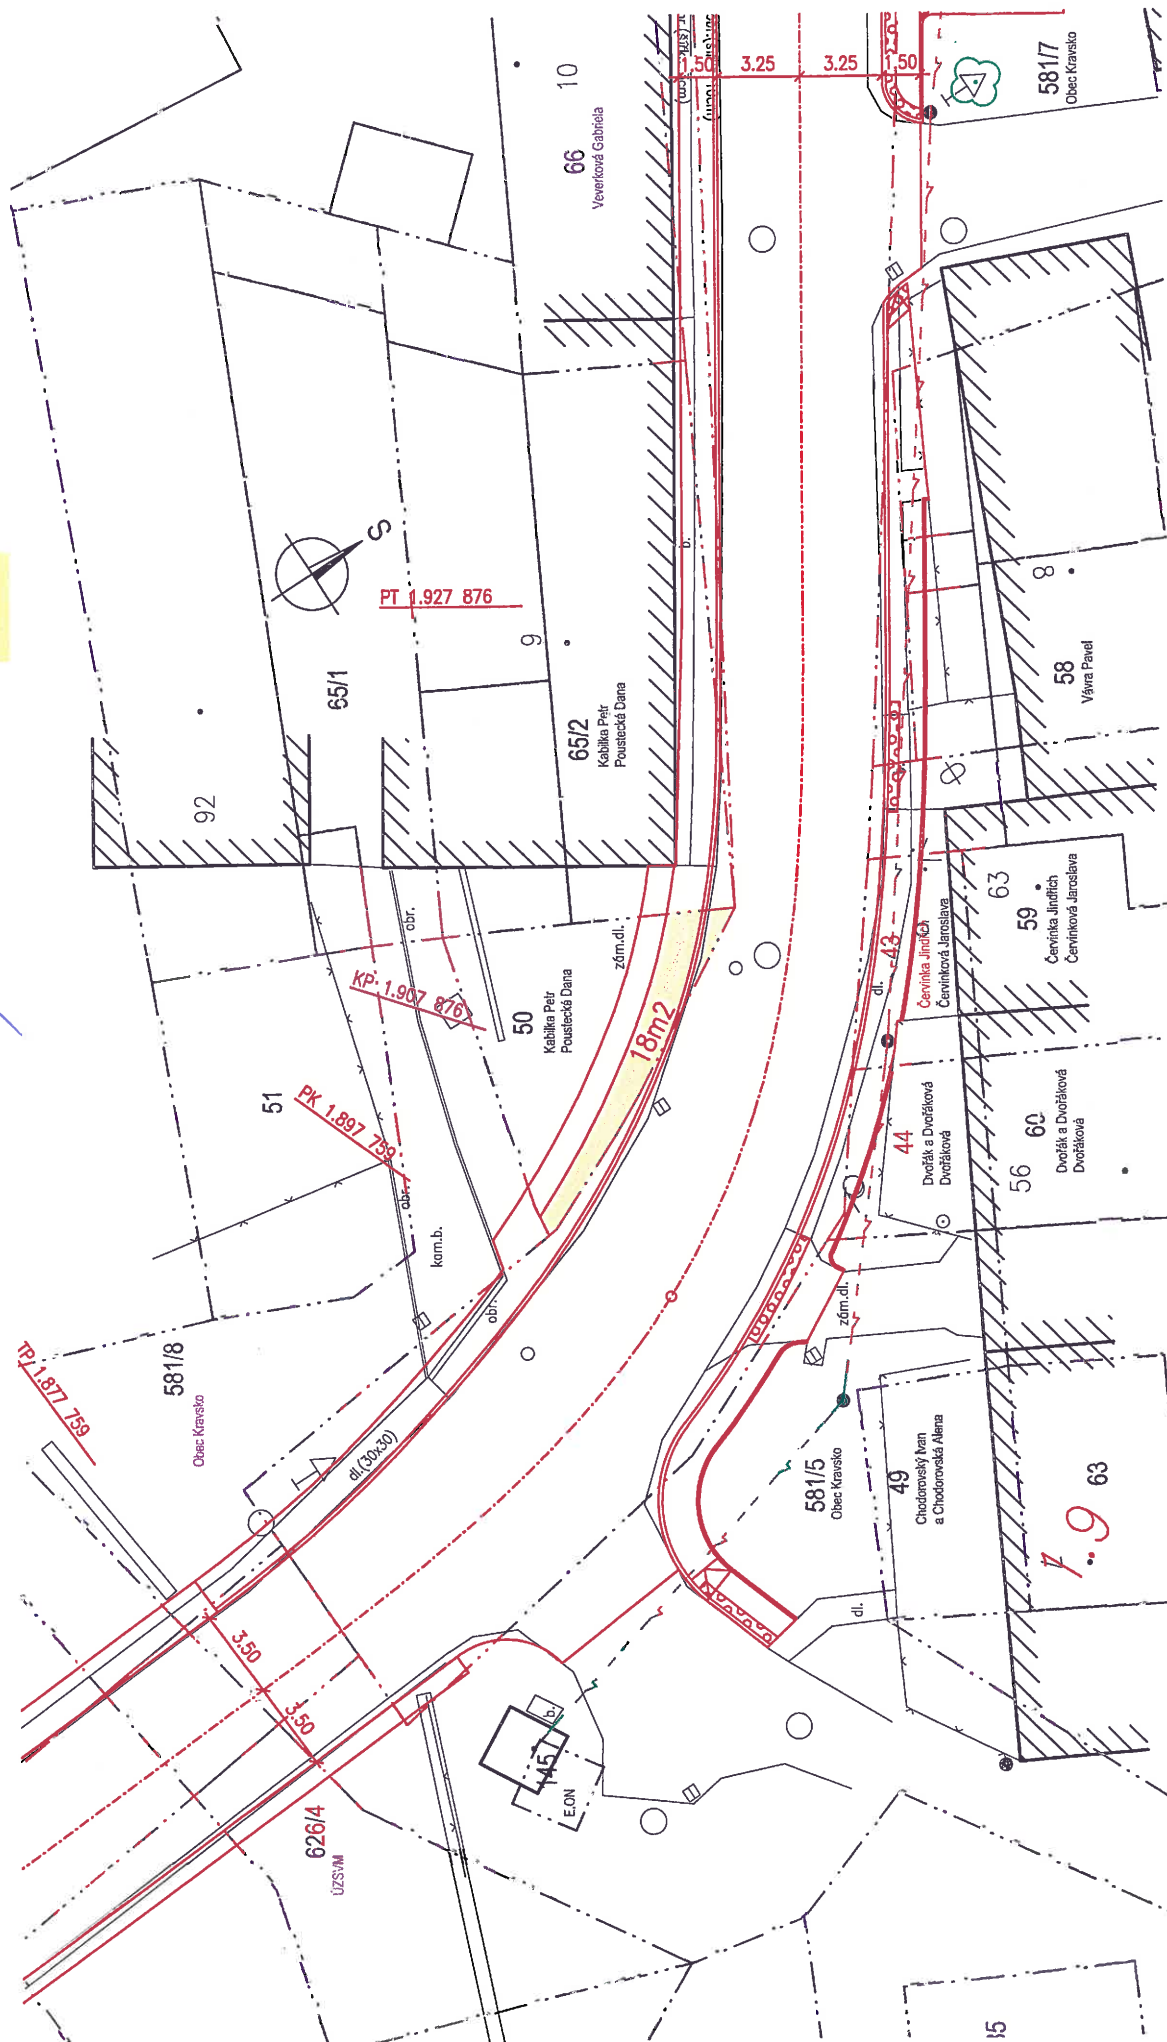 1.50
3.25
3.25
1.50
581/7
Obec Kravsko
10
66
Veverková Gabriela
S
PT 1.927 876
b.
9
8
65/1
65/2
Kabilka Petr
Poustecká Dana
58
Vávra Pavel
92
obr.
zám.dl.
63
59
Červinka Jindřich
Červinková Jaroslava
43
Červinka Jindřich
Červinková Jaroslava
dl.
KP 1.907 876
50
Kabilka Petr
Poustecká Dana
18m2
51
PK 1.897 759
44
Dvořák a Dvořáková
Dvořáková
60
Dvořák a Dvořáková
Dvořáková
56
obr.
kam.b.
obr.
zám.dl.
TP 1.877 759
581/8
Obec Kravsko
dl.(30x30)
581/5
Obec Kravsko
49
Chodorovský Ivan
a Chodorovská Alena
63
dl.
3.50
3.50
b.
145
E.ON
626/4
ÚZSVM